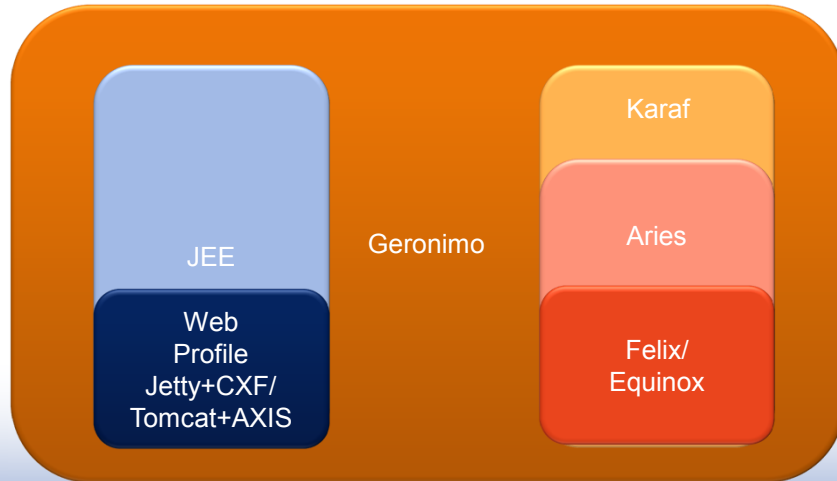 JEE
Web
Profile
Jetty+CXF/
Tomcat+AXIS
Geronimo
Karaf
Aries
Felix/
Equinox